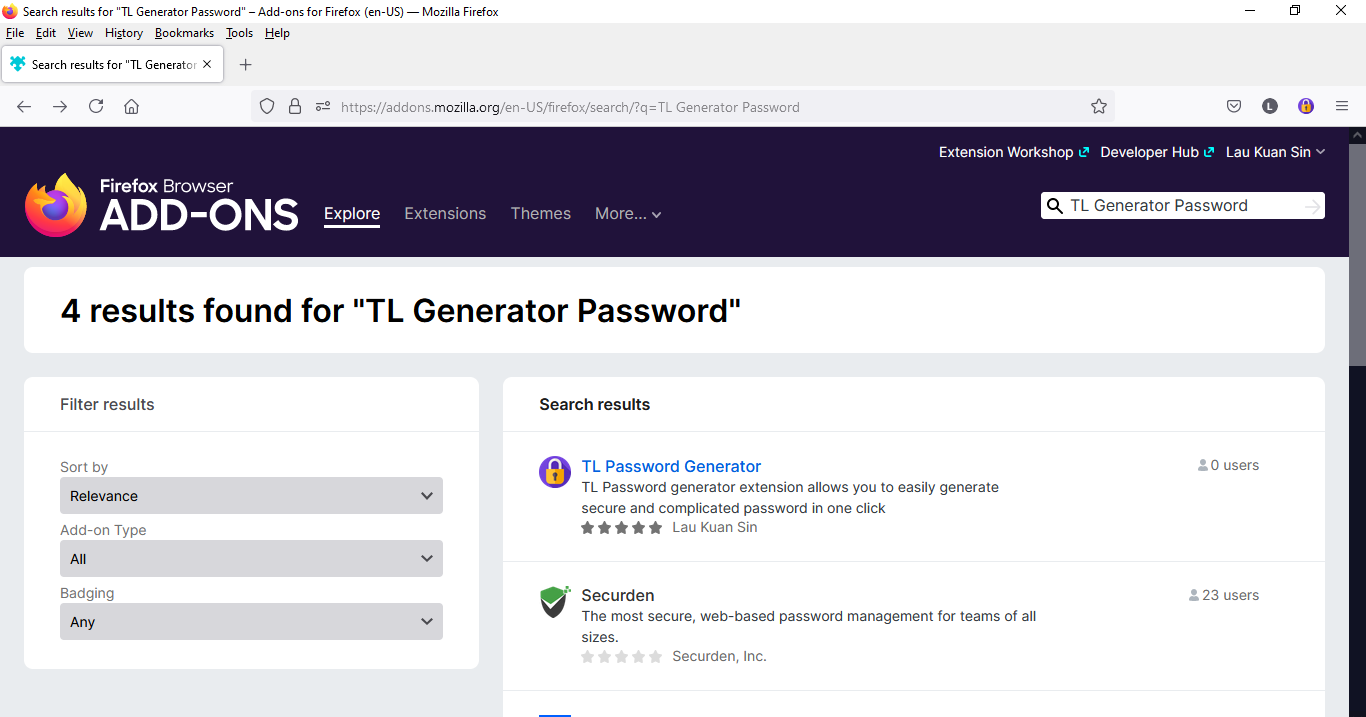 Search results for "TL Generator Password" – Add-ons for Firefox (en-US) — Mozilla Firefox
File Edit View History Bookmarks Tools Help
Search results for "TL Generator
https://addons.mozilla.org/en-US/firefox/search/?q=TL Generator Password
L
Extension Workshop Developer Hub Lau Kuan Sin
Firefox Browser
ADD-ONS
Explore Extensions Themes More...
TL Generator Password
4 results found for "TL Generator Password"
Filter results
Sort by
Relevance
Add-on Type
All
Badging
Any
Search results
TL Password Generator
0 users
TL Password generator extension allows you to easily generate
secure and complicated password in one click
Lau Kuan Sin
Securden
23 users
The most secure, web-based password management for teams of all
sizes.
Securden, Inc.